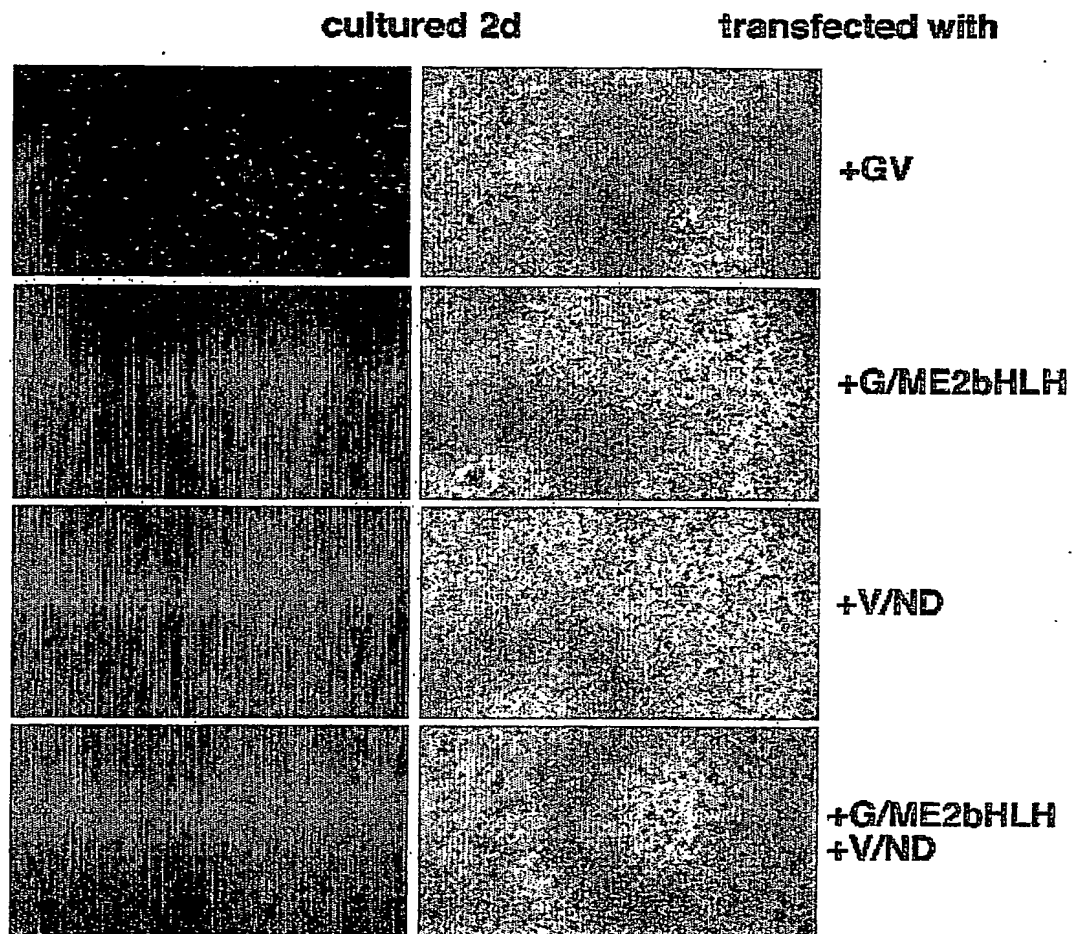 cultured 2d transfected with
+GV
+G/ME2bHLH
+V/ND
+G/ME2bHLH
+V/ND